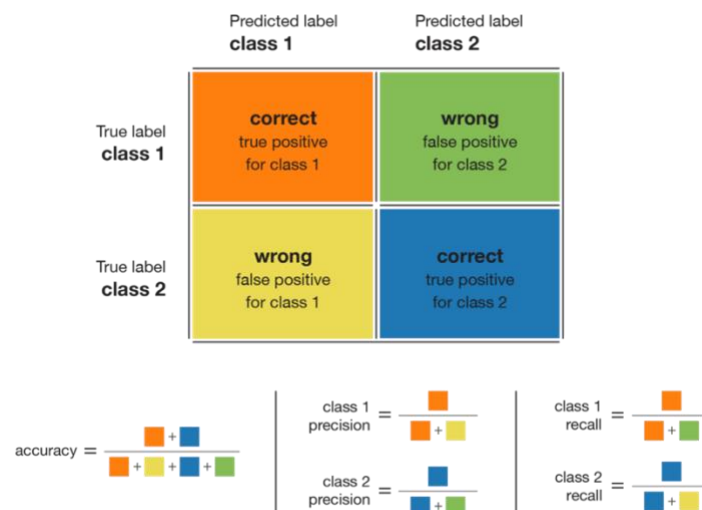 Predicted label
class 1
Predicted label
class 2
True label
class 1
correct
true positive
for class 1
wrong
false positive
for class 2
True label
class 2
wrong
false positive
for class 1
correct
true positive
for class 2
accuracy =
+
+ + +
class 1
precision =
+
class 2
precision =
+
class 1
recall =
+
class 2
recall =
+